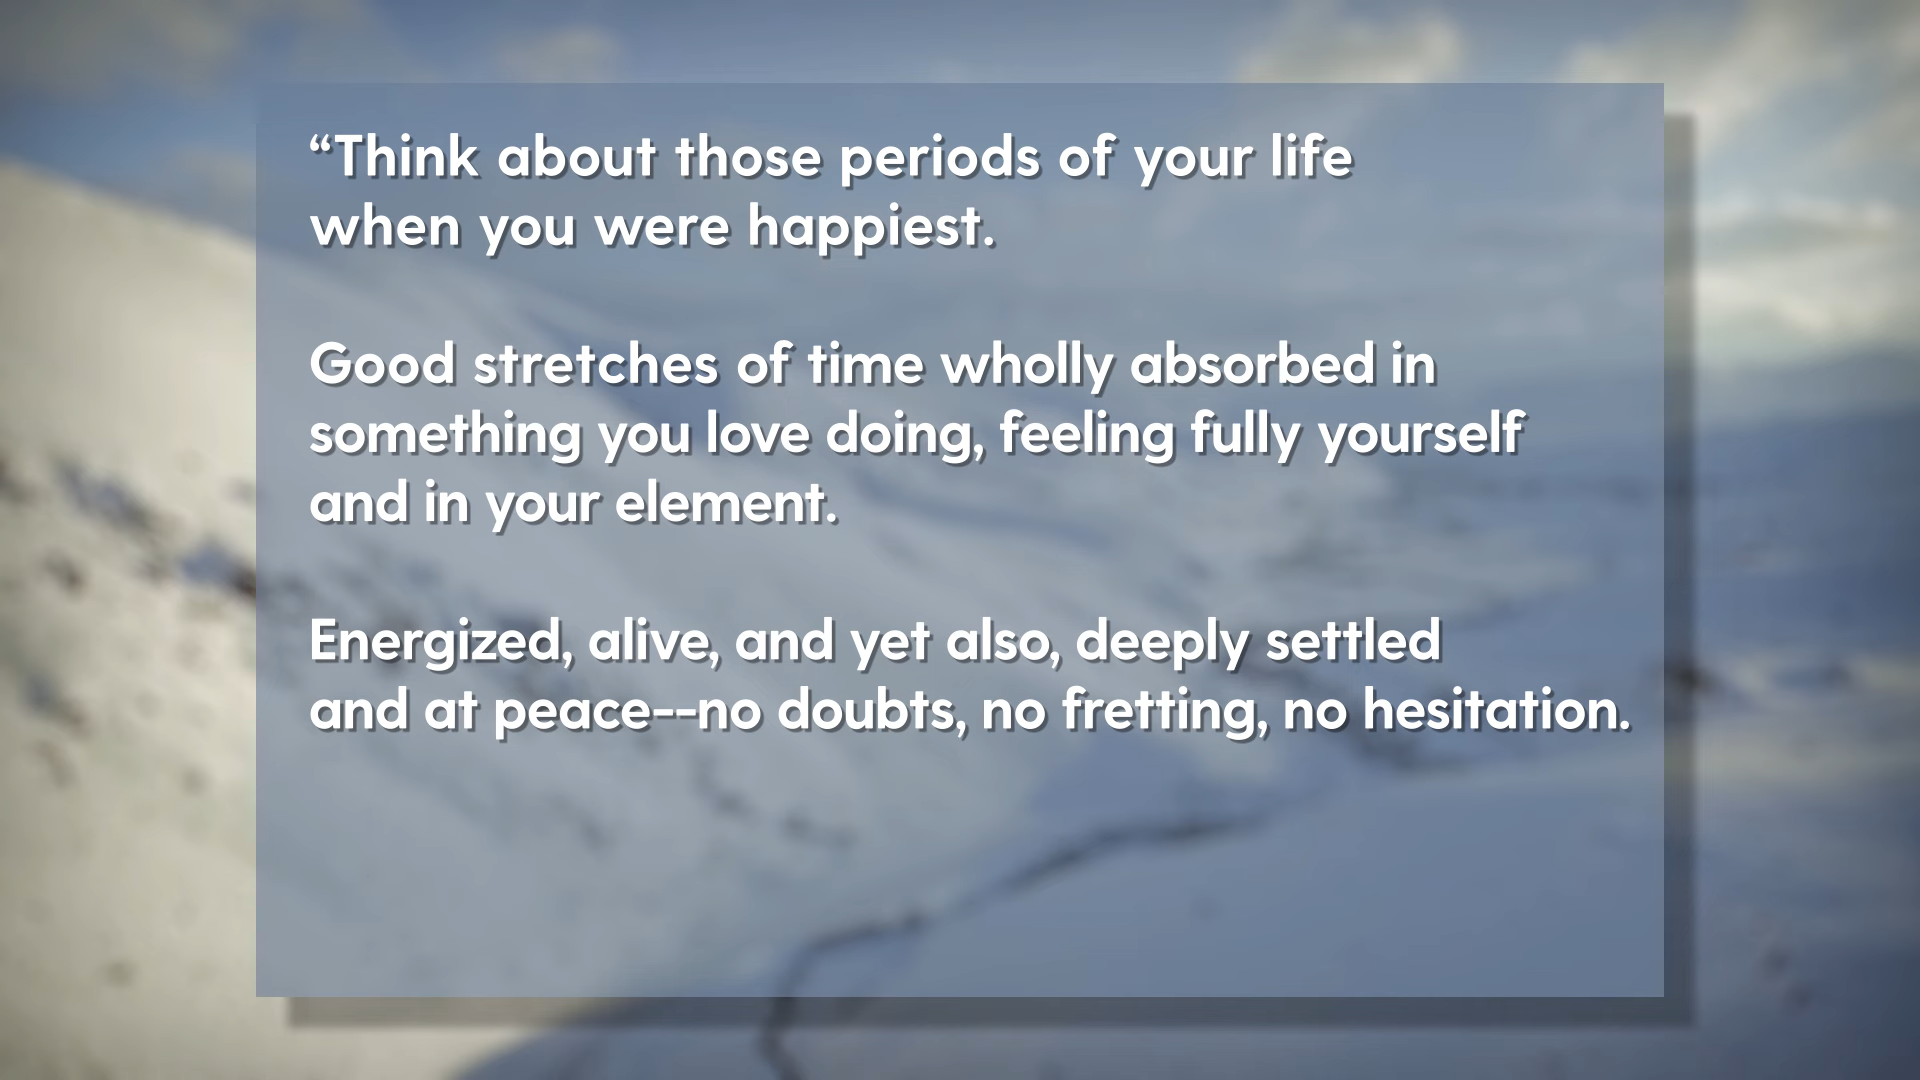 “Think about those periods of your life
when you were happiest.
Good stretches of time wholly absorbed in
something you love doing, feeling fully yourself
and in your element.
Energized, alive, and yet also, deeply settled
and at peace--no doubts, no fretting, no hesitation.